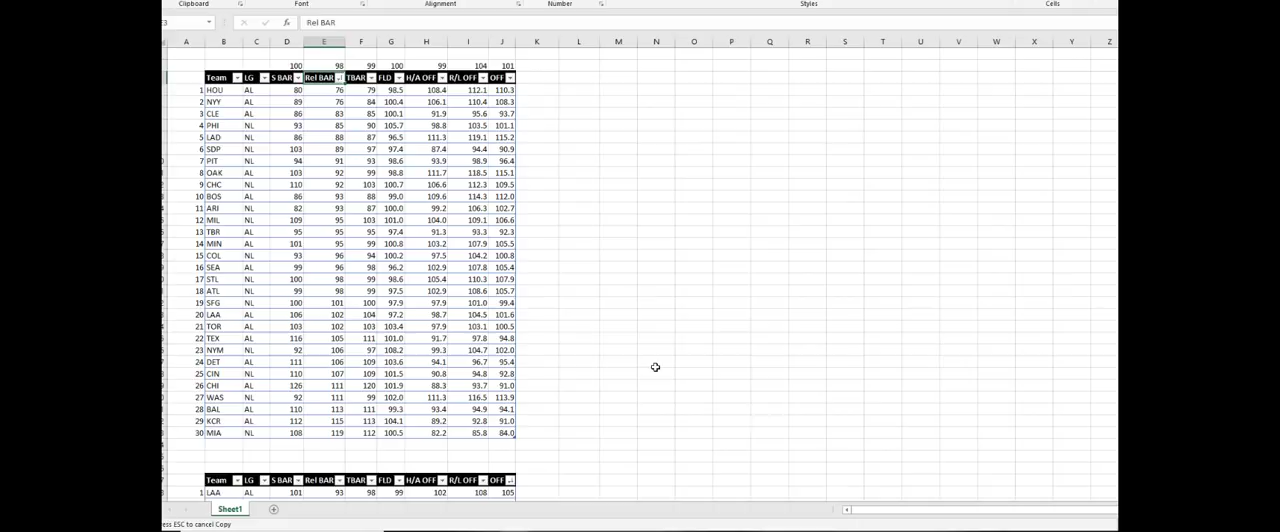 Clipboard Font Alignment Number Styles Cells
E3 fx Rel BAR
A B C D E F G H I J K L M N O P Q R S T U V W X Y Z
100 98 99 100 99 104 101
Team LG S BAR Rel BAR TBAR FLD H/A OFF R/L OFF OFF
1 HOU AL 80 76 79 98.5 108.4 112.1 110.3
2 NYY AL 89 76 84 100.4 106.1 110.4 108.3
3 CLE AL 86 83 85 100.1 91.9 95.6 93.7
4 PHI NL 93 85 90 105.7 98.8 103.5 101.1
5 LAD NL 86 88 87 96.5 111.3 119.1 115.2
6 SDP NL 103 89 97 97.4 87.4 94.4 90.9
7 PIT NL 94 91 93 98.6 93.9 98.9 96.4
8 OAK AL 103 92 99 98.8 111.7 118.5 115.1
9 CHC NL 110 92 103 100.7 106.6 112.3 109.5
10 BOS AL 86 93 88 99.0 109.6 114.3 112.0
11 ARI NL 82 93 87 100.0 99.2 106.3 102.7
12 MIL NL 109 95 103 101.0 104.0 109.1 106.6
13 TBR AL 95 95 95 97.4 91.3 93.3 92.3
14 MIN AL 101 95 99 100.8 103.2 107.9 105.5
15 COL NL 93 96 94 100.2 97.5 104.2 100.8
16 SEA AL 99 96 98 96.2 102.9 107.8 105.4
17 STL NL 100 98 99 98.6 105.4 110.3 107.9
18 ATL NL 99 98 99 97.5 102.9 108.6 105.7
19 SFG NL 100 101 100 97.9 97.9 101.0 99.4
20 LAA AL 106 102 104 97.2 98.7 104.5 101.6
21 TOR AL 103 102 103 103.4 97.9 103.1 100.5
22 TEX AL 116 105 111 101.0 91.7 97.8 94.8
23 NYM NL 92 106 97 108.2 99.3 104.7 102.0
24 DET AL 111 106 109 103.6 94.1 96.7 95.4
25 CIN NL 110 107 109 101.5 90.8 94.8 92.8
26 CHI AL 126 111 120 101.9 88.3 93.7 91.0
27 WAS NL 92 111 99 102.0 111.3 116.5 113.9
28 BAL AL 110 113 111 99.3 93.4 94.9 94.1
29 KCR AL 112 115 113 104.1 89.2 92.8 91.0
30 MIA NL 108 119 112 100.5 82.2 85.8 84.0
Team LG S BAR Rel BAR TBAR FLD H/A OFF R/L OFF OFF
1 LAA AL 101 93 98 99 102 108 105
Sheet1
ress ESC to cancel Copy